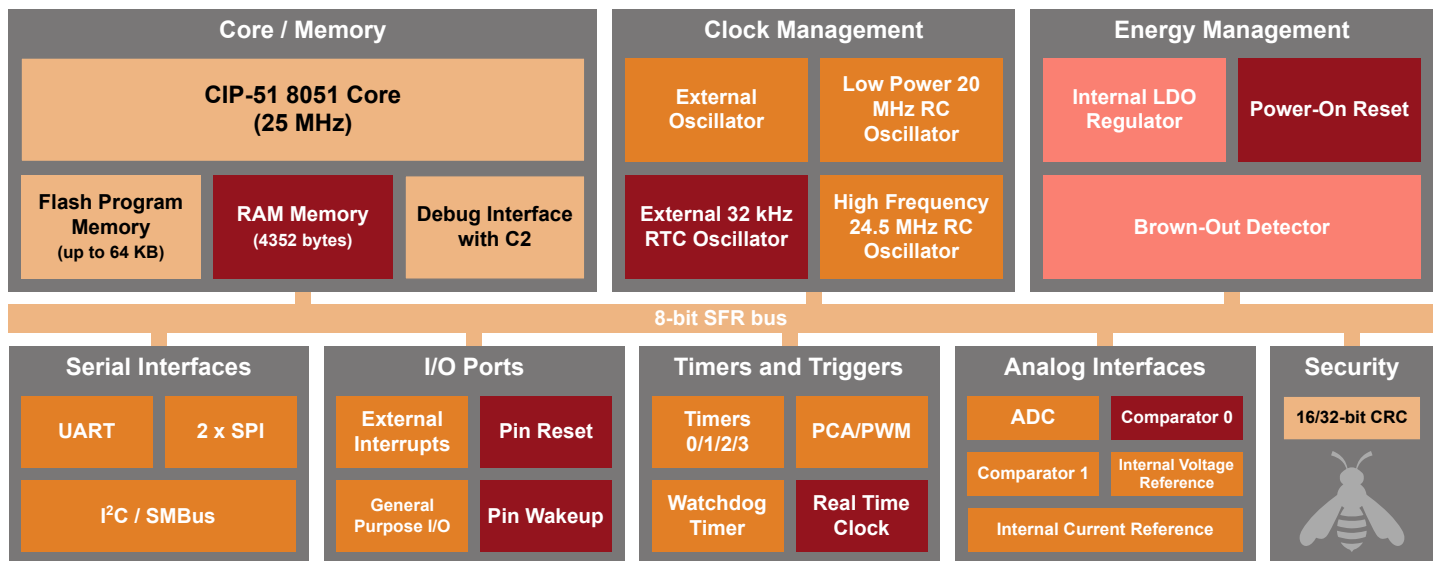 Core / Memory
CIP-51 8051 Core
(25 MHz)
Flash Program
Memory
(up to 64 KB)
RAM Memory
(4352 bytes)
Debug Interface
with C2
Clock Management
External
Oscillator
Low Power 20
MHz RC
Oscillator
External 32 kHz
RTC Oscillator
High Frequency
24.5 MHz RC
Oscillator
Energy Management
Internal LDO
Regulator
Power-On Reset
Brown-Out Detector
8-bit SFR bus
Serial Interfaces
UART
2 x SPI
I²C / SMBus
I/O Ports
External
Interrupts
Pin Reset
General
Purpose I/O
Pin Wakeup
Timers and Triggers
Timers
0/1/2/3
PCA/PWM
Watchdog
Timer
Real Time
Clock
Analog Interfaces
ADC
Comparator 0
Comparator 1
Internal Voltage
Reference
Internal Current Reference
Security
16/32-bit CRC